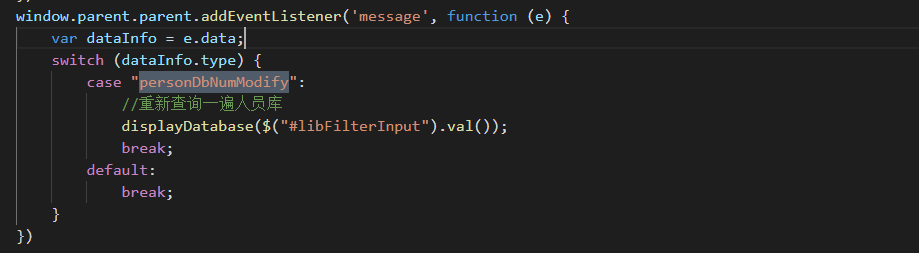 window.parent.parent.addEventListener('message', function (e) {
    var dataInfo = e.data;
    switch (dataInfo.type) {
        case "personDbNumModify":
            //重新查询一遍人员库
            displayDatabase($("#libFilterInput").val());
            break;
        default:
            break;
    }
})